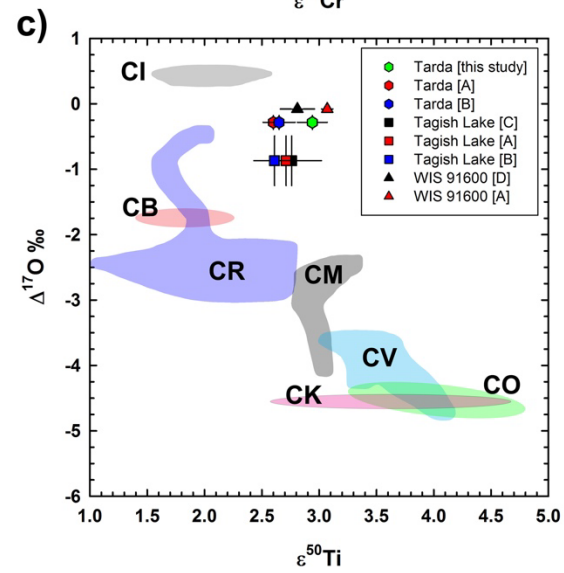 ε Cr
c)
1
0
-1
-2
-3
-4
-5
-6
Δ¹⁷O ‰
CI
CB
CR
CM
CV
CK
CO
Tarda [this study]
Tarda [A]
Tarda [B]
Tagish Lake [C]
Tagish Lake [A]
Tagish Lake [B]
WIS 91600 [D]
WIS 91600 [A]
1.0 1.5 2.0 2.5 3.0 3.5 4.0 4.5 5.0
ε⁵⁰Ti